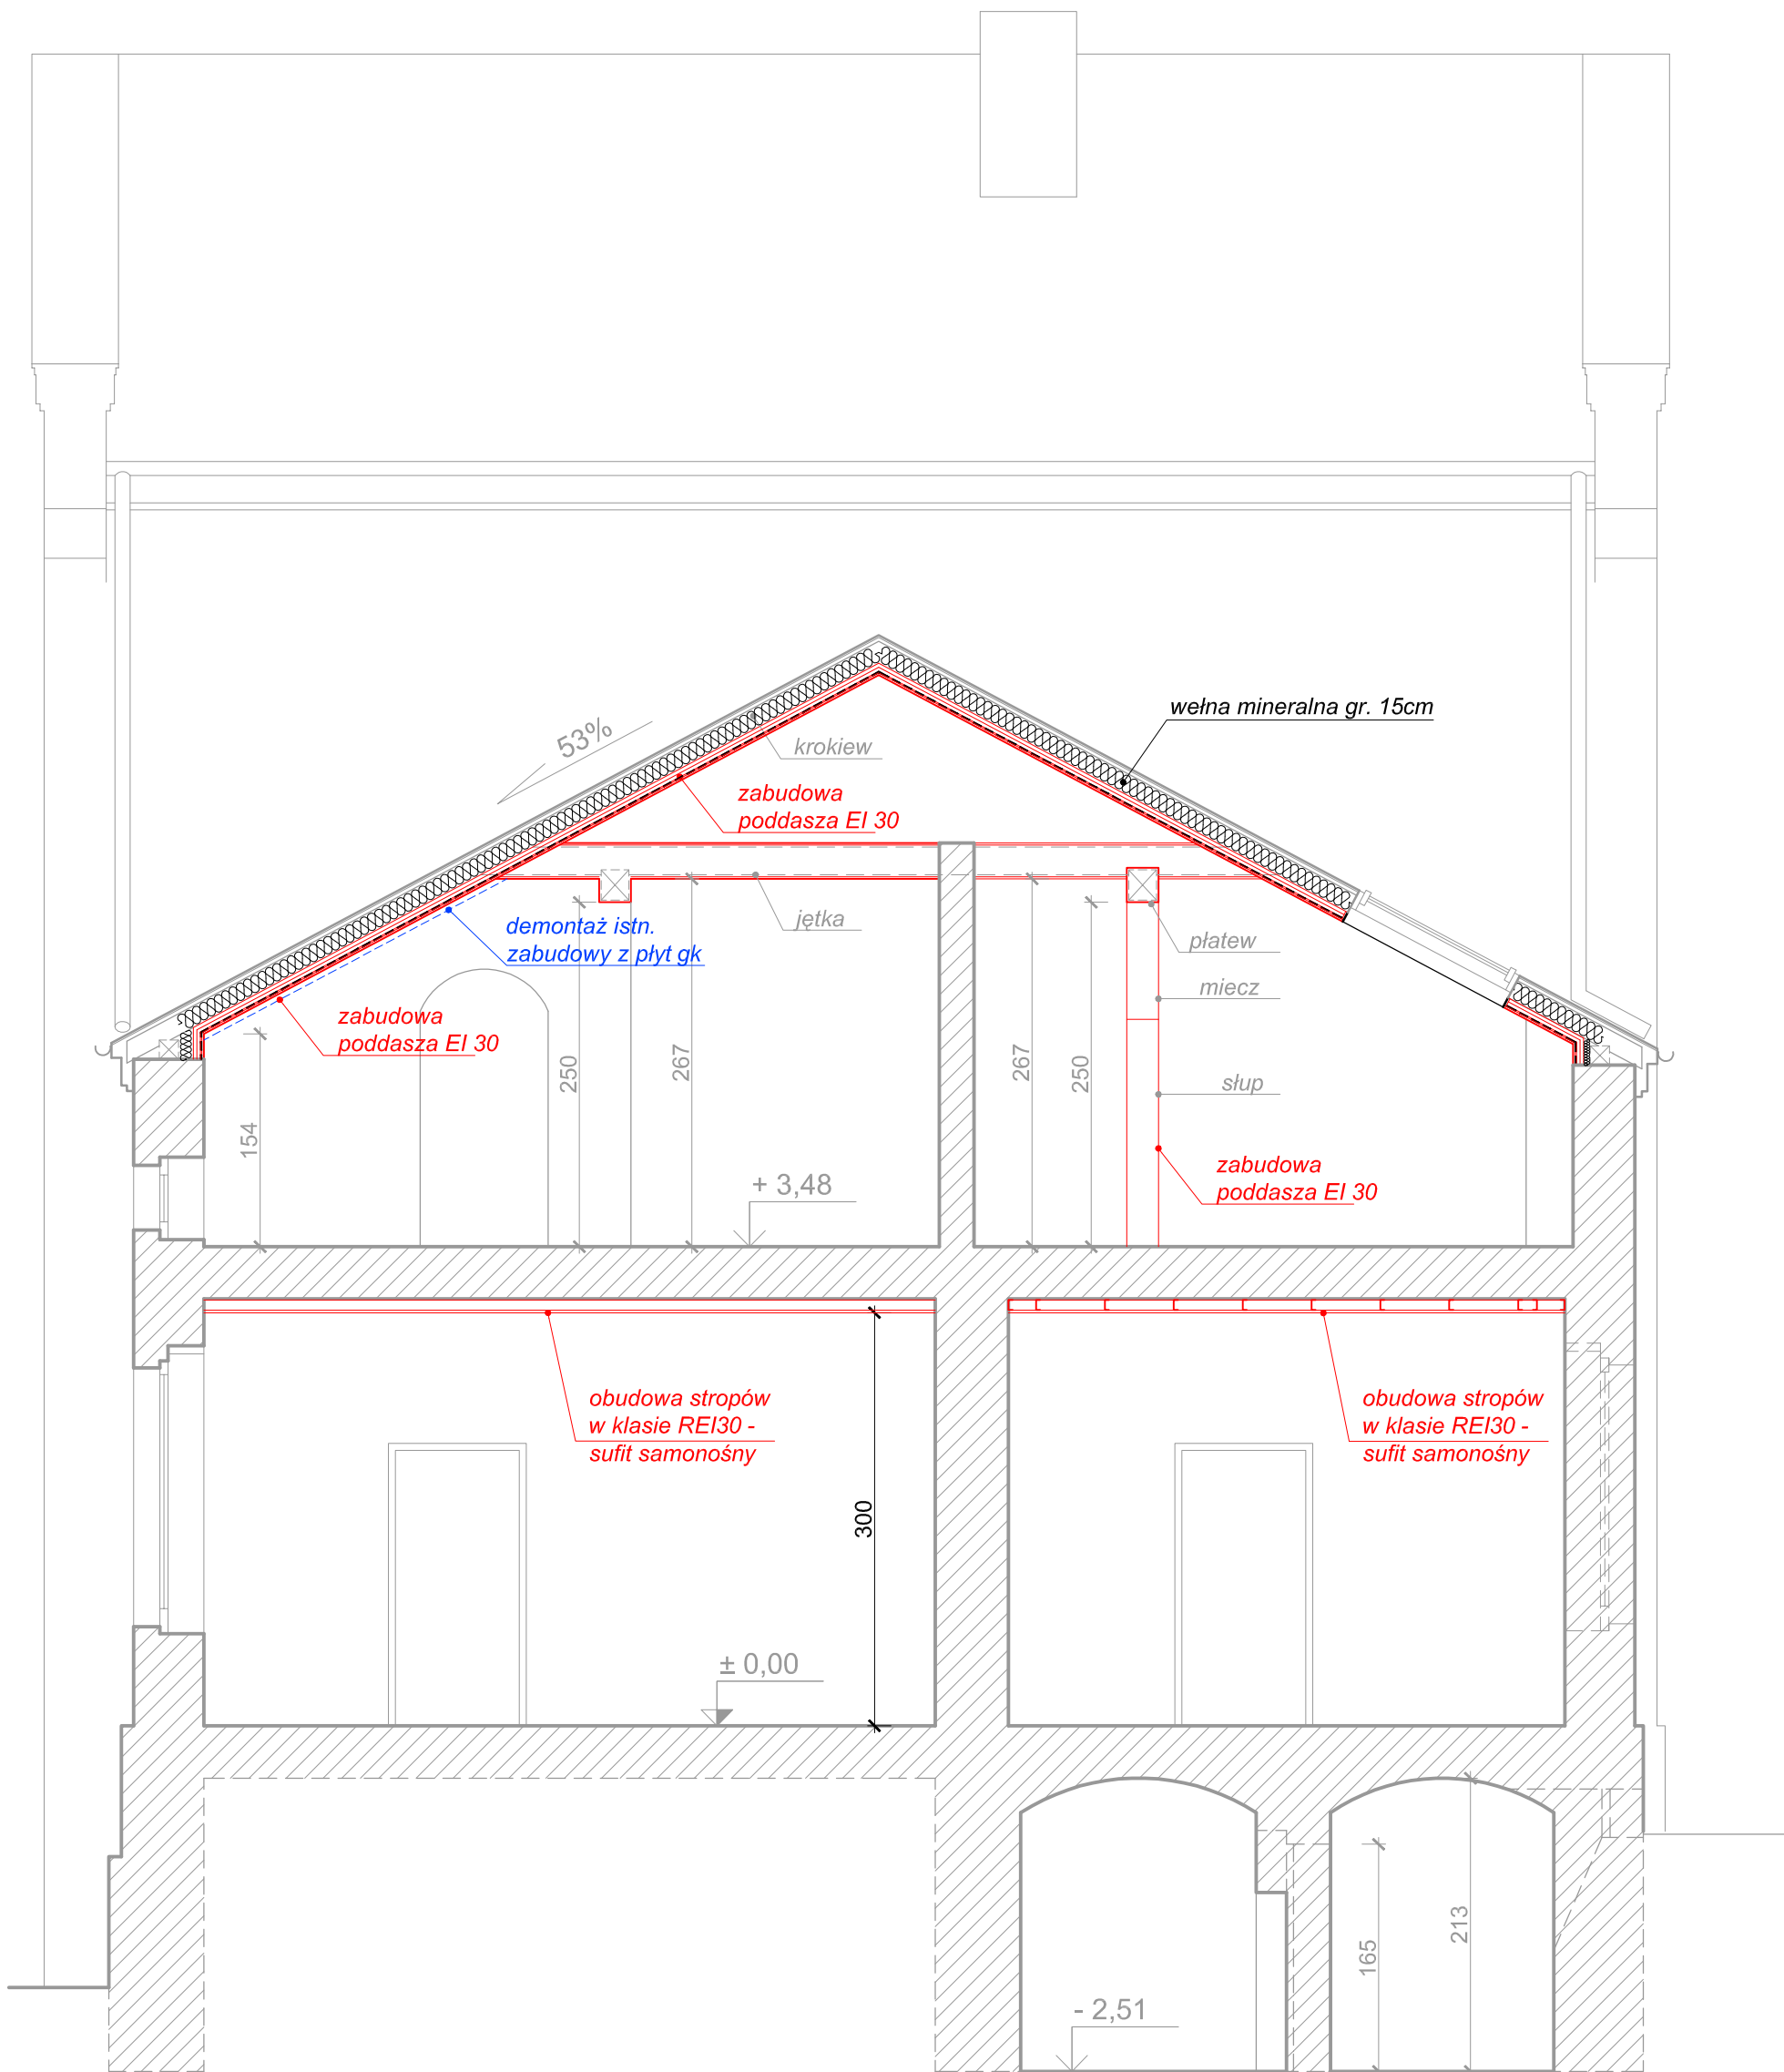 wełna mineralna gr. 15cm
53%
krokiew
zabudowa
poddasza EI 30
jętka
demontaż istn.
zabudowy z płyt gk
płatew
miecz
zabudowa
poddasza EI 30
250
267
267
250
słup
154
zabudowa
poddasza EI 30
+ 3,48
obudowa stropów
w klasie REI30 -
sufit samonośny
obudowa stropów
w klasie REI30 -
sufit samonośny
300
± 0,00
213
165
- 2,51